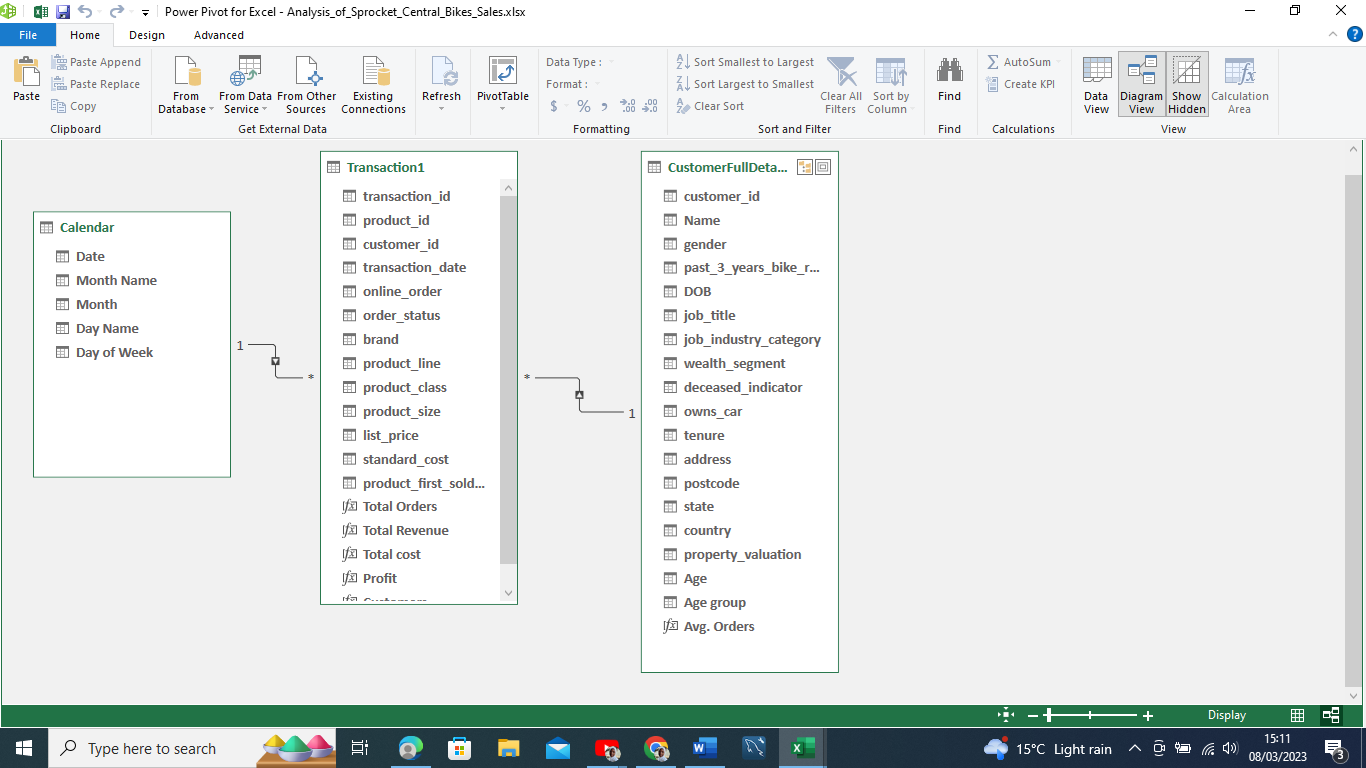 Power Pivot for Excel - Analysis_of_Sprocket_Central_Bikes_Sales.xlsx
File Home Design Advanced
Paste
Paste Append
Paste Replace
Copy
Clipboard
From Database
From Data Service
From Other Sources
Existing Connections
Get External Data
Refresh
PivotTable
Data Type :
Format :
$ % , .00 .00
Formatting
Sort Smallest to Largest
Sort Largest to Smallest
Clear Sort
Clear All Filters
Sort by Column
Sort and Filter
Find
Find
AutoSum
Create KPI
Calculations
Data View
Diagram View
Show Hidden
Calculation Area
View
Calendar
Date
Month Name
Month
Day Name
Day of Week
1
*
Transaction1
transaction_id
product_id
customer_id
transaction_date
online_order
order_status
brand
product_line
product_class
product_size
list_price
standard_cost
product_first_sold...
Total Orders
Total Revenue
Total cost
Profit
*
1
CustomerFullDeta...
customer_id
Name
gender
past_3_years_bike_r...
DOB
job_title
job_industry_category
wealth_segment
deceased_indicator
owns_car
tenure
address
postcode
state
country
property_valuation
Age
Age group
Avg. Orders
Display
Type here to search
15°C Light rain
15:11
08/03/2023
3